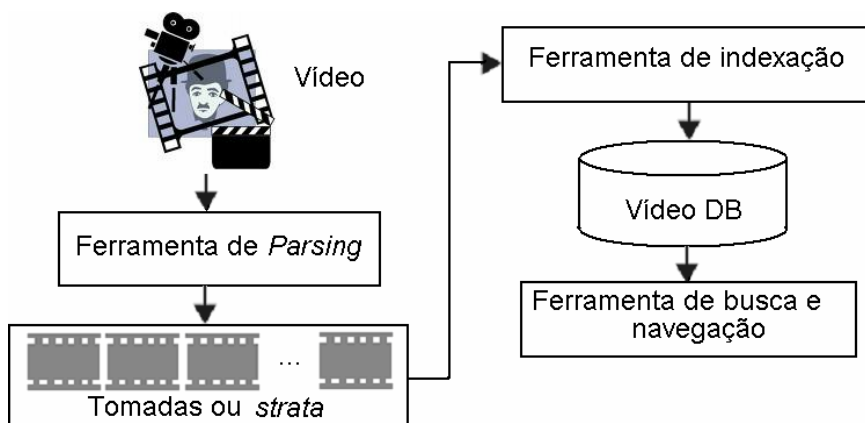 Vídeo
Ferramenta de Parsing
...
Tomadas ou strata
Ferramenta de indexação
Vídeo DB
Ferramenta de busca e
navegação